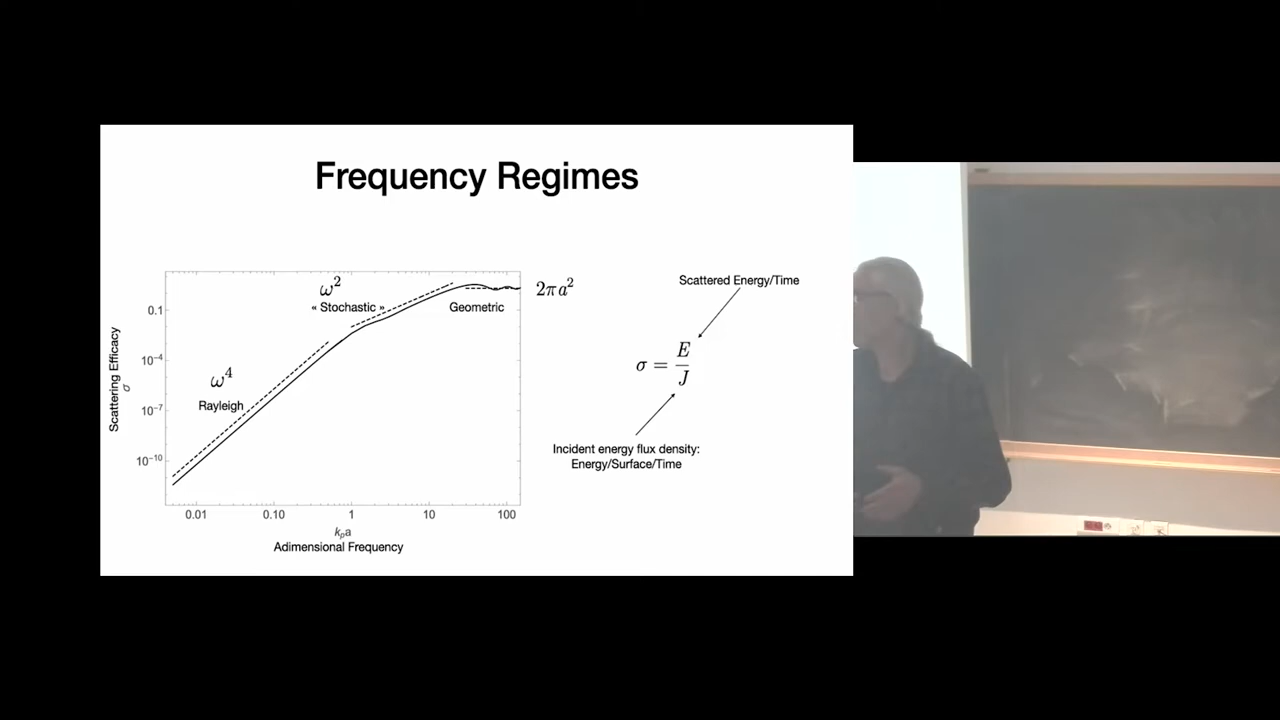 Frequency Regimes
ω²
« Stochastic »
2πa²
Geometric
Scattered Energy/Time
0.1
10⁻⁴
10⁻⁷
10⁻¹⁰
Scattering Efficacy
σ
ω⁴
Rayleigh
σ = E/J
Incident energy flux density:
Energy/Surface/Time
0.01 0.10 1 10 100
kₚa
Adimensional Frequency